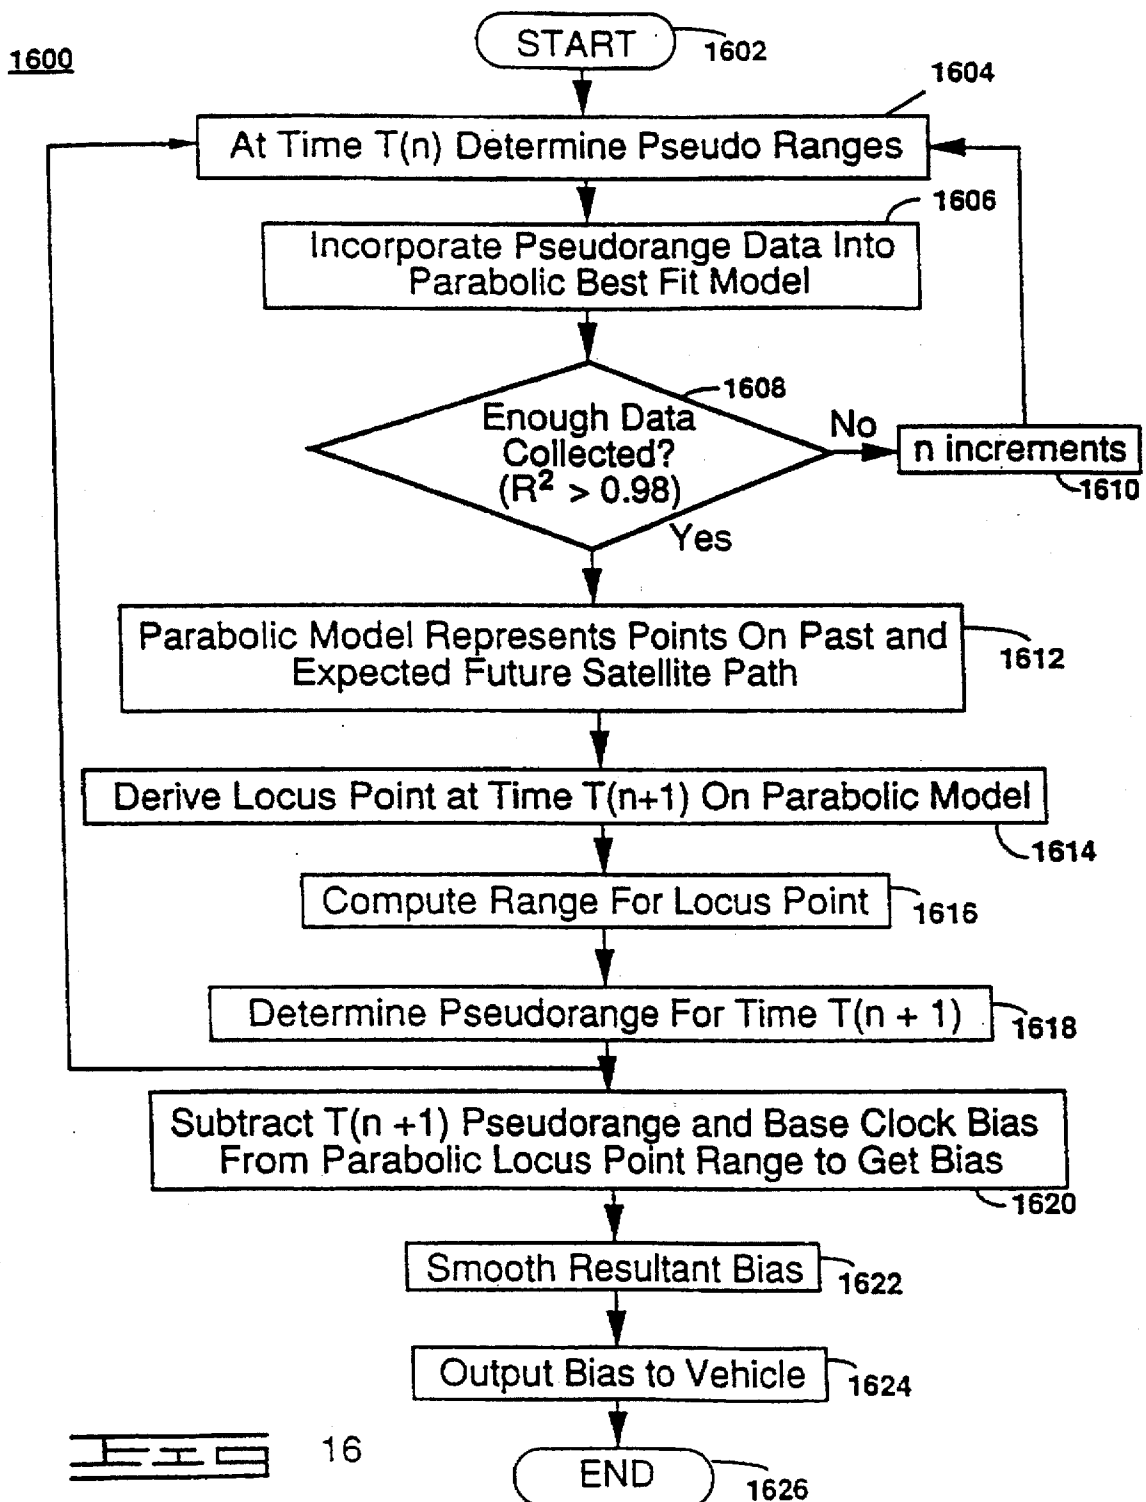 1600
START
1602
1604
At Time T(n) Determine Pseudo Ranges
1606
Incorporate Pseudorange Data Into
Parabolic Best Fit Model
1608
Enough Data
Collected?
(R² > 0.98)
No
n increments
1610
Yes
Parabolic Model Represents Points On Past and
Expected Future Satellite Path
1612
Derive Locus Point at Time T(n+1) On Parabolic Model
1614
Compute Range For Locus Point
1616
Determine Pseudorange For Time T(n + 1)
1618
Subtract T(n +1) Pseudorange and Base Clock Bias
From Parabolic Locus Point Range to Get Bias
1620
Smooth Resultant Bias
1622
Output Bias to Vehicle
1624
FIG 16
END
1626